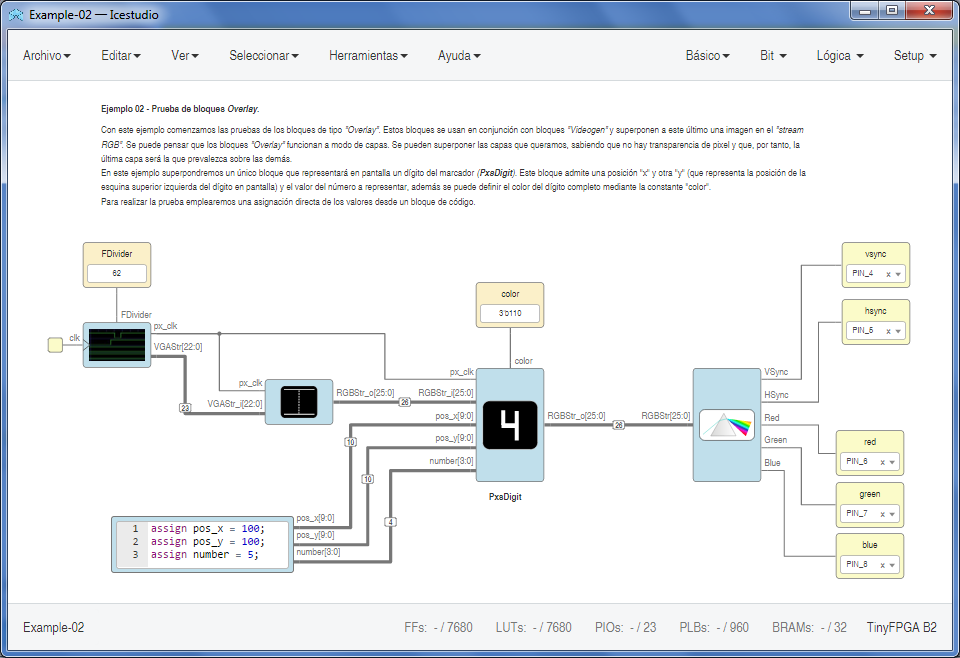 Example-02 — Icestudio
Archivo Editar Ver Seleccionar Herramientas Ayuda Básico Bit Lógica Setup
Ejemplo 02 - Prueba de bloques Overlay.
Con este ejemplo comenzamos las pruebas de los bloques de tipo "Overlay". Estos bloques se usan en conjunción con bloques "Videogen" y superponen a este último una imagen en el "stream
RGB". Se puede pensar que los bloques "Overlay" funcionan a modo de capas. Se pueden superponer las capas que queramos, sabiendo que no hay transparencia de pixel y que, por tanto, la
última capa será la que prevalezca sobre las demás.
En este ejemplo superpondremos un único bloque que representará en pantalla un dígito del marcador (PxsDigit). Este bloque admite una posición "x" y otra "y" (que representa la posición de la
esquina superior izquierda del dígito en pantalla) y el valor del número a representar, además se puede definir el color del dígito completo mediante la constante "color".
Para realizar la prueba emplearemos una asignación directa de los valores desde un bloque de código.
FDivider
62
FDivider
clk
px_clk
VGAStr[22:0]
23
px_clk
VGAStr_i[22:0]
RGBStr_o[25:0]
26
color
3'b110
color
px_clk
RGBStr_i[25:0]
pos_x[9:0]
pos_y[9:0]
number[3:0]
4
RGBStr_o[25:0]
PxsDigit
26
RGBStr[25:0]
VSync
HSync
Red
Green
Blue
vsync
PIN_4 x
hsync
PIN_5 x
red
PIN_6 x
green
PIN_7 x
blue
PIN_8 x
10
10
4
1 assign pos_x = 100;
2 assign pos_y = 100;
3 assign number = 5;
pos_x[9:0]
pos_y[9:0]
number[3:0]
Example-02 FFs: - / 7680 LUTs: - / 7680 PIOs: - / 23 PLBs: - / 960 BRAMs: - / 32 TinyFPGA B2